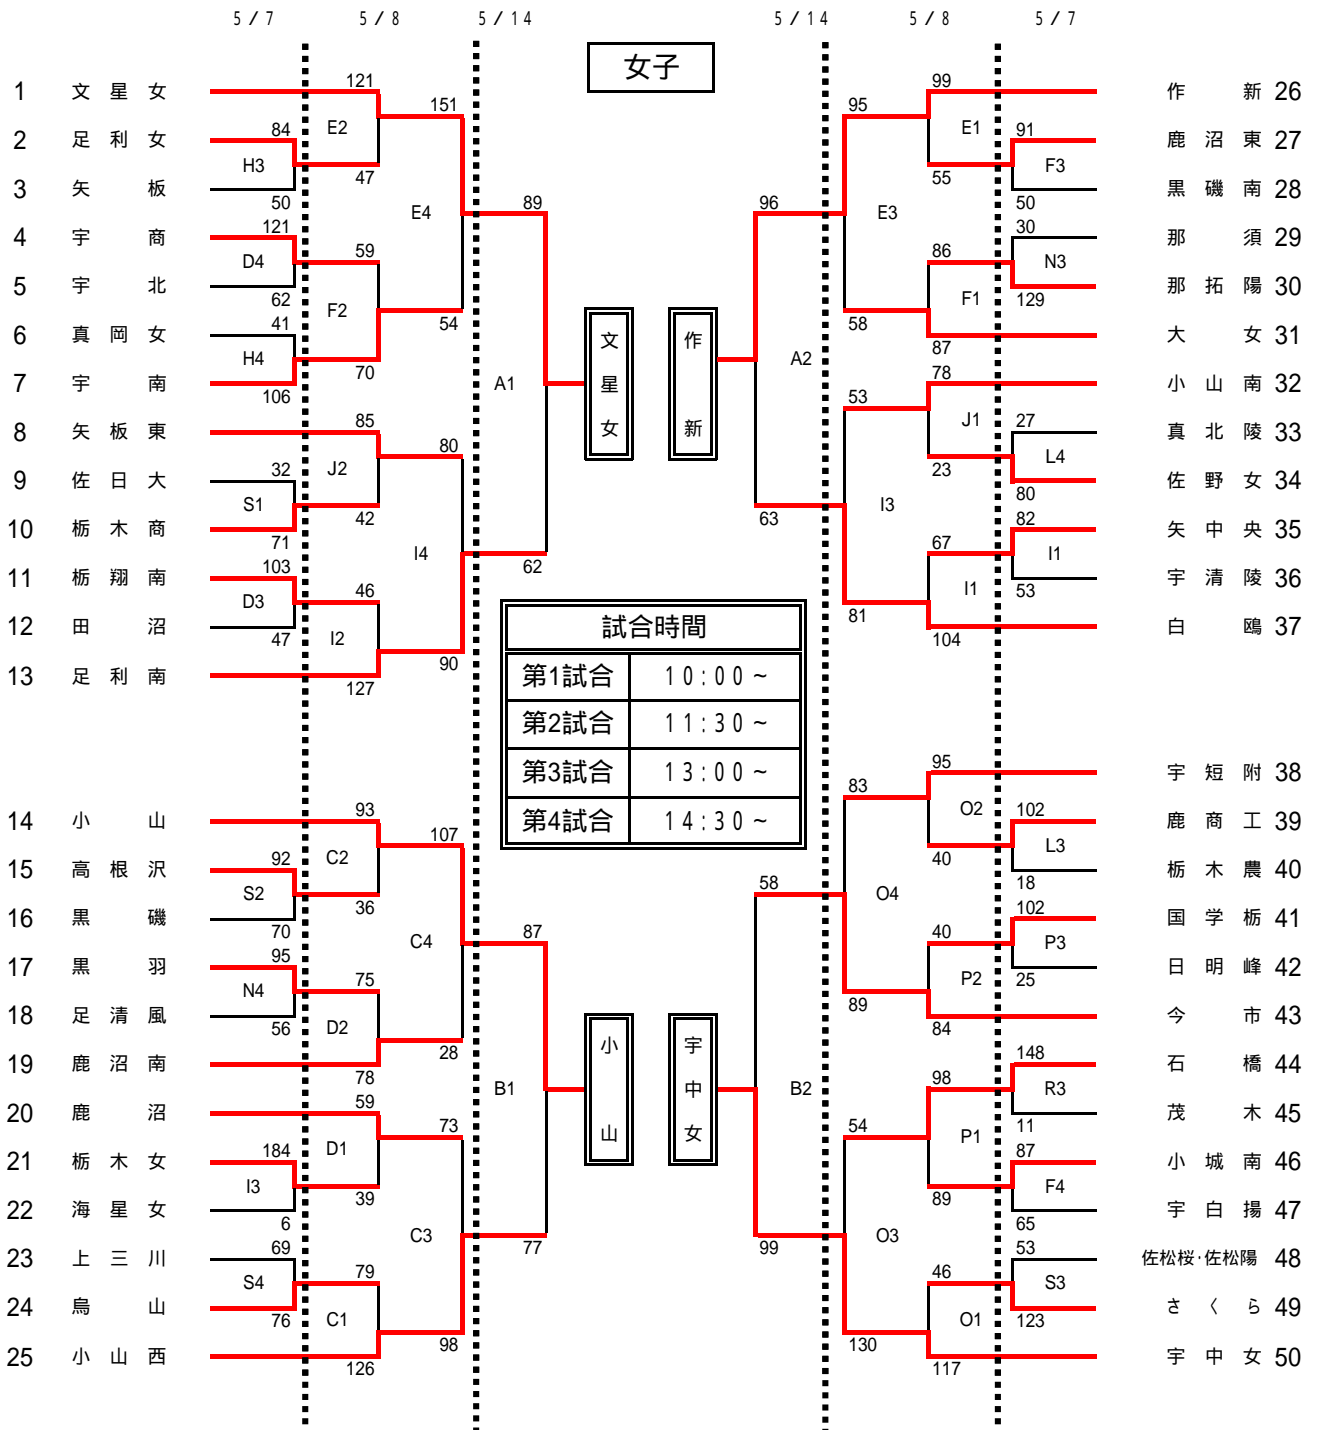 5 / 7 5 / 8 5 / 14 5 / 14 5 / 8 5 / 7
女子
1 文星女 121
151
E2
2 足利女 84
H3
47
3 矢板 50
E4
89
4 宇商 121
D4
59
5 宇北 62
F2
54
6 真岡女 41
H4
70
7 宇南 106
A1
文星女
8 矢板東 85
80
J2
9 佐日大 32
S1
42
10 栃木商 71
I4
62
11 栃翔南 103
D3
46
12 田沼 47
I2
90
13 足利南 127
99 作新 26
95
E1
91 鹿沼東 27
F3
55
50 黒磯南 28
E3
96
30 那須 29
N3
86
129 那拓陽 30
F1
58
87 大女 31
A2
作新
78 小山南 32
53
J1
27 真北陵 33
L4
23
80 佐野女 34
I3
63
82 矢中央 35
I1
67
53 宇清陵 36
I1
81
104 白鴎 37
試合時間
第1試合 10:00~
第2試合 11:30~
第3試合 13:00~
第4試合 14:30~
14 小山 93
107
C2
15 高根沢 92
S2
36
16 黒磯 70
C4
87
17 黒羽 95
N4
75
18 足清風 56
D2
28
19 鹿沼南 78
B1
小山
20 鹿沼 59
73
D1
21 栃木女 184
I3
39
22 海星女 6
C3
77
23 上三川 69
S4
79
24 烏山 76
C1
98
25 小山西 126
95 宇短附 38
83
O2
102 鹿商工 39
L3
40
18 栃木農 40
O4
58
102 国学栃 41
P3
40
25 日明峰 42
P2
89
84 今市 43
148 石橋 44
R3
98
11 茂木 45
B2
宇中女
54
P1
87 小城南 46
F4
89
65 宇白揚 47
O3
99
53 佐松桜･佐松陽 48
S3
46
123 さくら 49
O1
130
117 宇中女 50